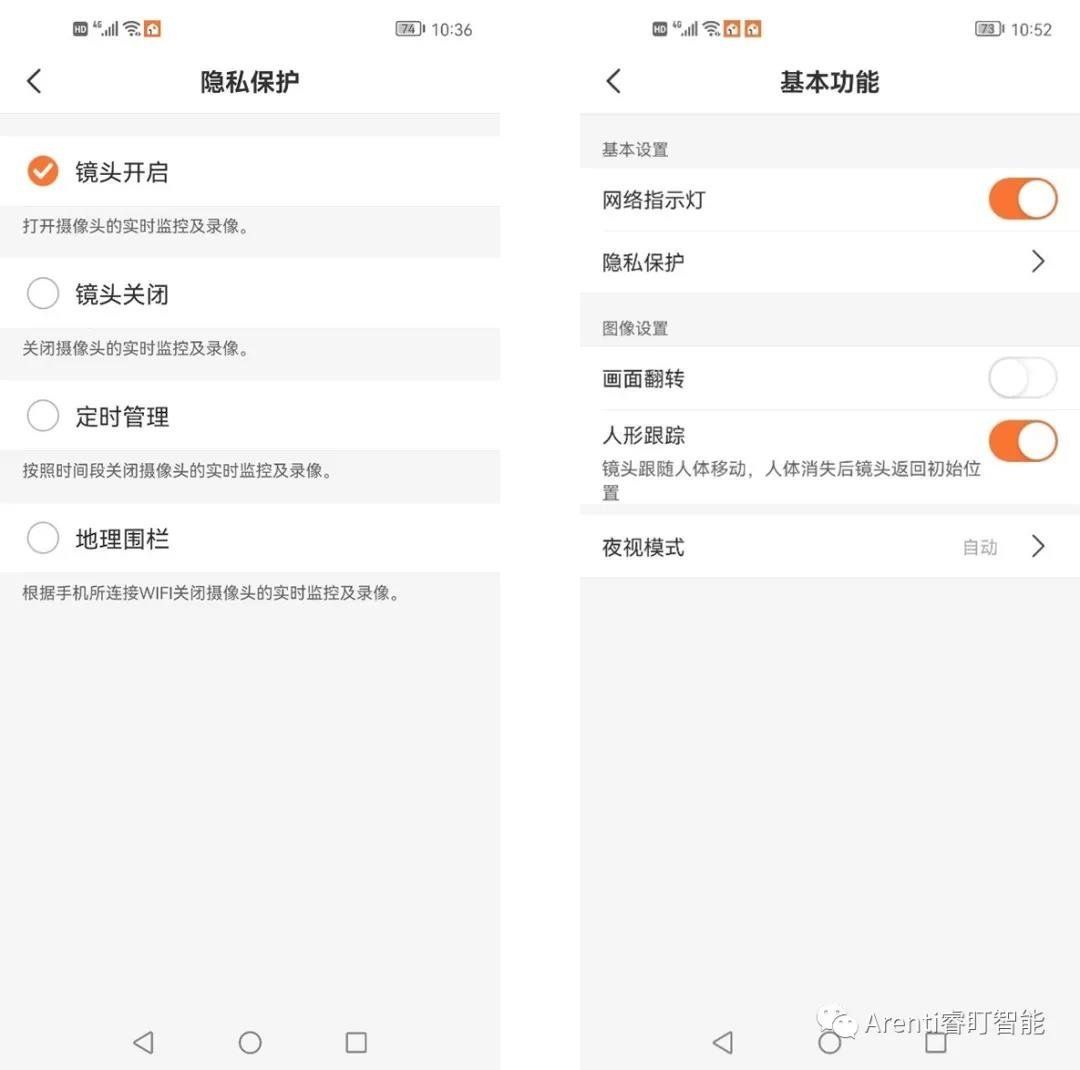 HD 4G 74 10:36
隐私保护
镜头开启
打开摄像头的实时监控及录像。
镜头关闭
关闭摄像头的实时监控及录像。
定时管理
按照时间段关闭摄像头的实时监控及录像。
地理围栏
根据手机所连接WIFI关闭摄像头的实时监控及录像。
HD 4G 73 10:52
基本功能
基本设置
网络指示灯
隐私保护
图像设置
画面翻转
人形跟踪
镜头跟随人体移动，人体消失后镜头返回初始位
置
夜视模式 自动
Arenti睿盯智能